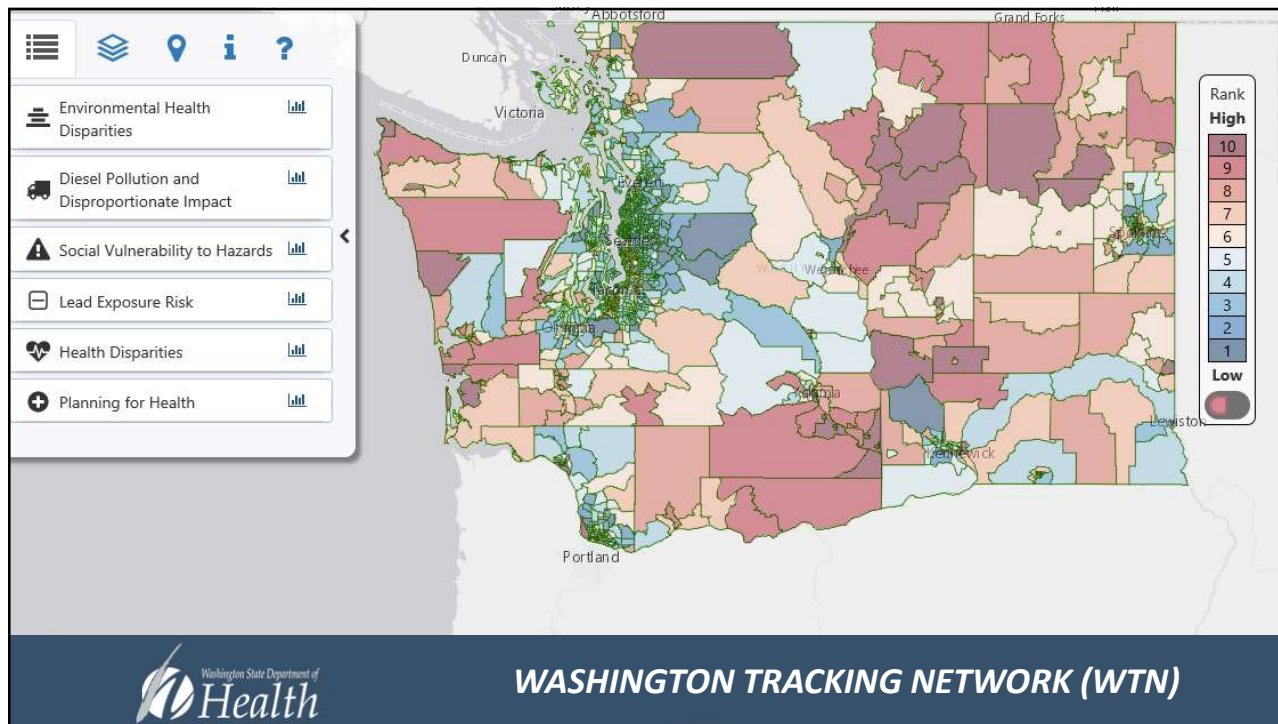 Environmental Health
Disparities
Diesel Pollution and
Disproportionate Impact
Social Vulnerability to Hazards
Lead Exposure Risk
Health Disparities
Planning for Health
Abbotsford
Grand Forks
Duncan
Victoria
Everett
Seattle
Tacoma
Olympia
Wenatchee
Spokane
Yakima
Kennewick
Lewiston
Portland
Rank
High
10
9
8
7
6
5
4
3
2
1
Low
Washington State Department of
Health
WASHINGTON TRACKING NETWORK (WTN)